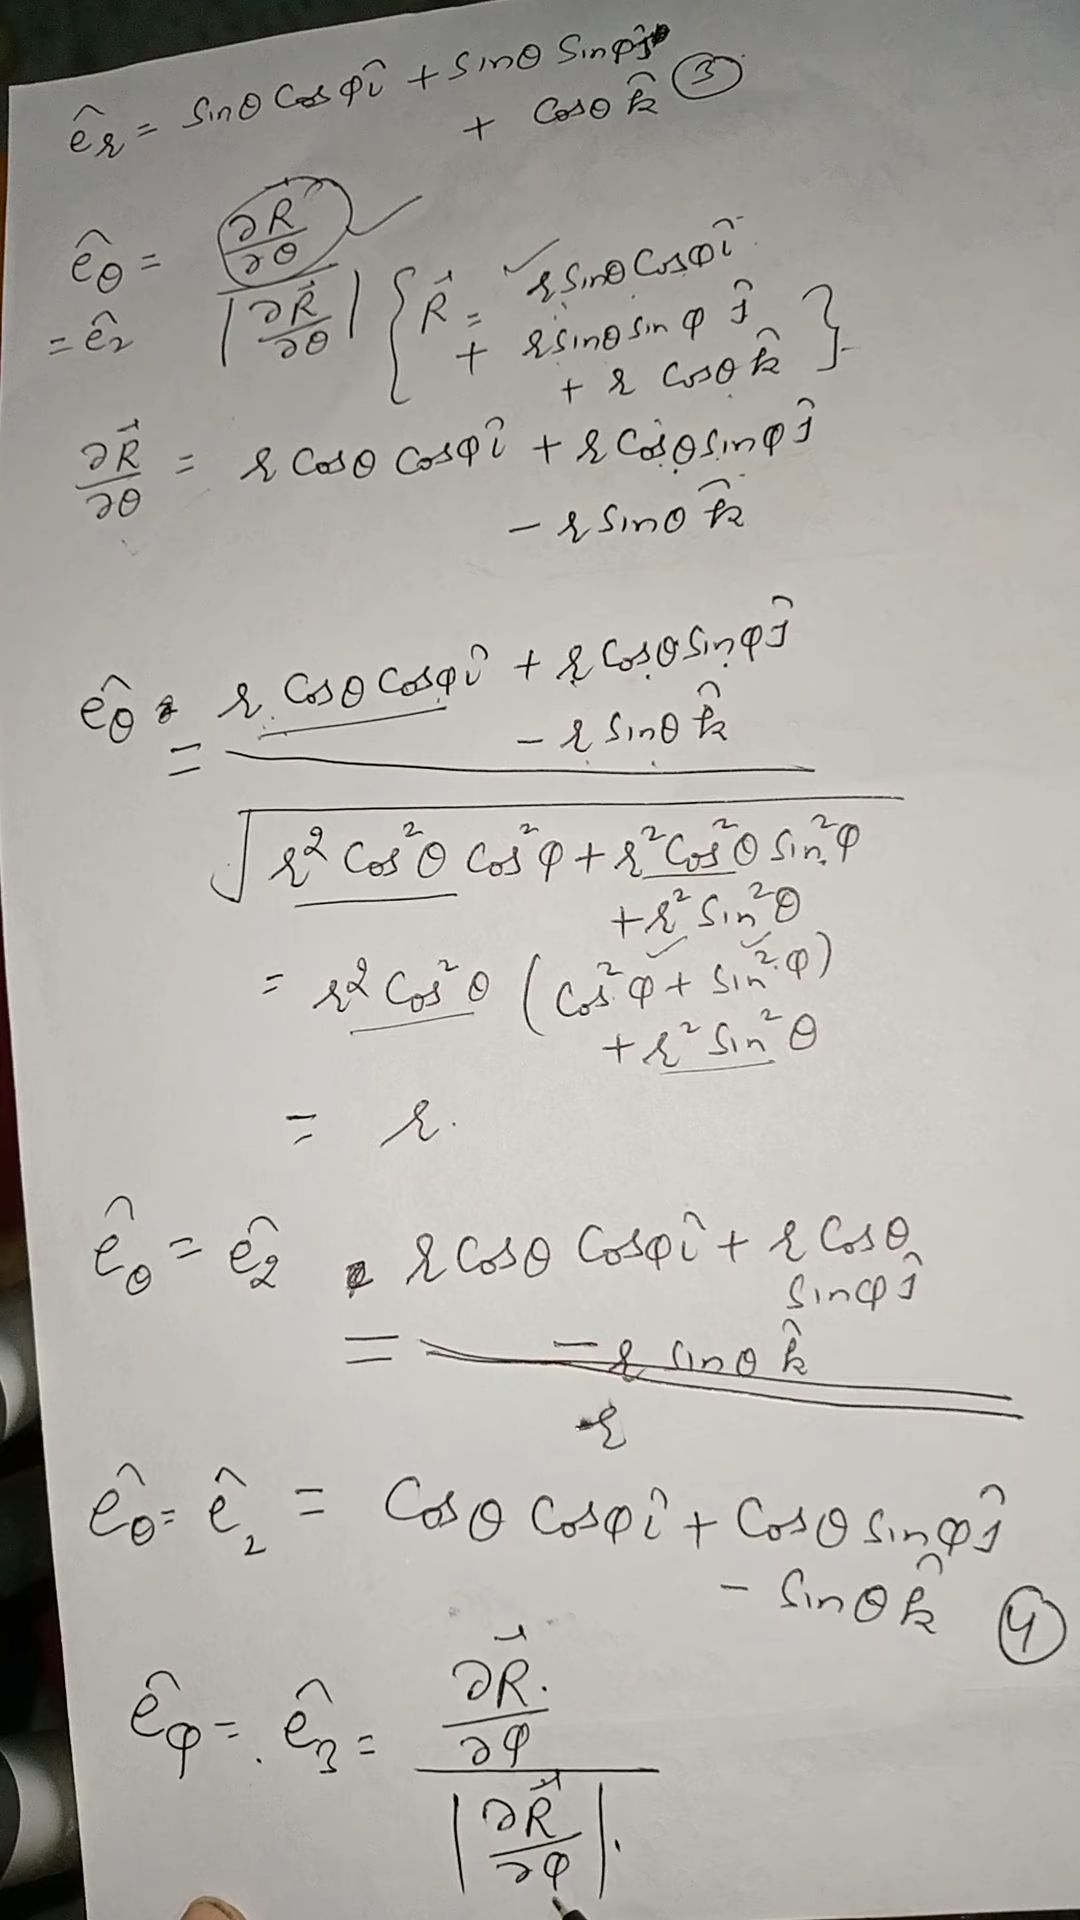 ê_r = Sinθ Cosφ î + Sinθ Sinφ ĵ
+ Cosθ k̂ (3)
ê_θ = ∂R⃗/∂θ / |∂R⃗/∂θ| { R⃗ = r Sinθ Cosφ î
= ê_2 + r Sinθ Sinφ ĵ
+ r Cosθ k̂ }
∂R⃗/∂θ = r Cosθ Cosφ î + r Cosθ Sinφ ĵ
- r Sinθ k̂
ê_θ = r Cosθ Cosφ î + r Cosθ Sinφ ĵ
- r Sinθ k̂
/ √ r² Cos²θ Cos²φ + r² Cos²θ Sin²φ
+ r² Sin²θ
= r² Cos²θ ( Cos²φ + Sin²φ )
+ r² Sin²θ
= r.
ê_θ = ê_2 = r Cosθ Cosφ î + r Cosθ
Sinφ ĵ
- r Sinθ k̂
/ r
ê_θ = ê_2 = Cosθ Cosφ î + Cosθ Sinφ ĵ
- Sinθ k̂ (4)
ê_φ = ê_3 = ∂R⃗/∂φ
/ |∂R⃗/∂φ|.